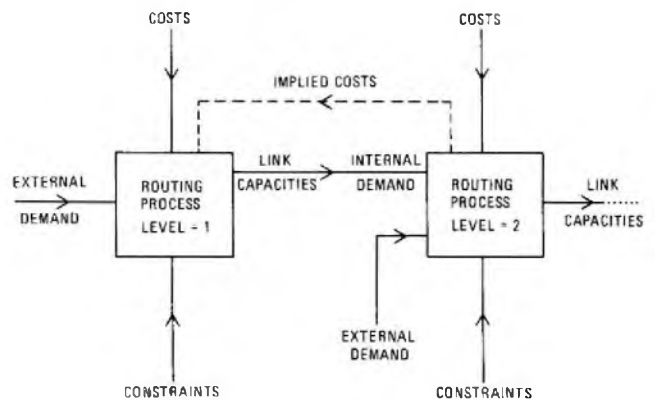 COSTS
COSTS
IMPLIED COSTS
EXTERNAL
DEMAND
ROUTING
PROCESS
LEVEL = 1
LINK
CAPACITIES
INTERNAL
DEMAND
ROUTING
PROCESS
LEVEL = 2
LINK
CAPACITIES
EXTERNAL
DEMAND
CONSTRAINTS
CONSTRAINTS